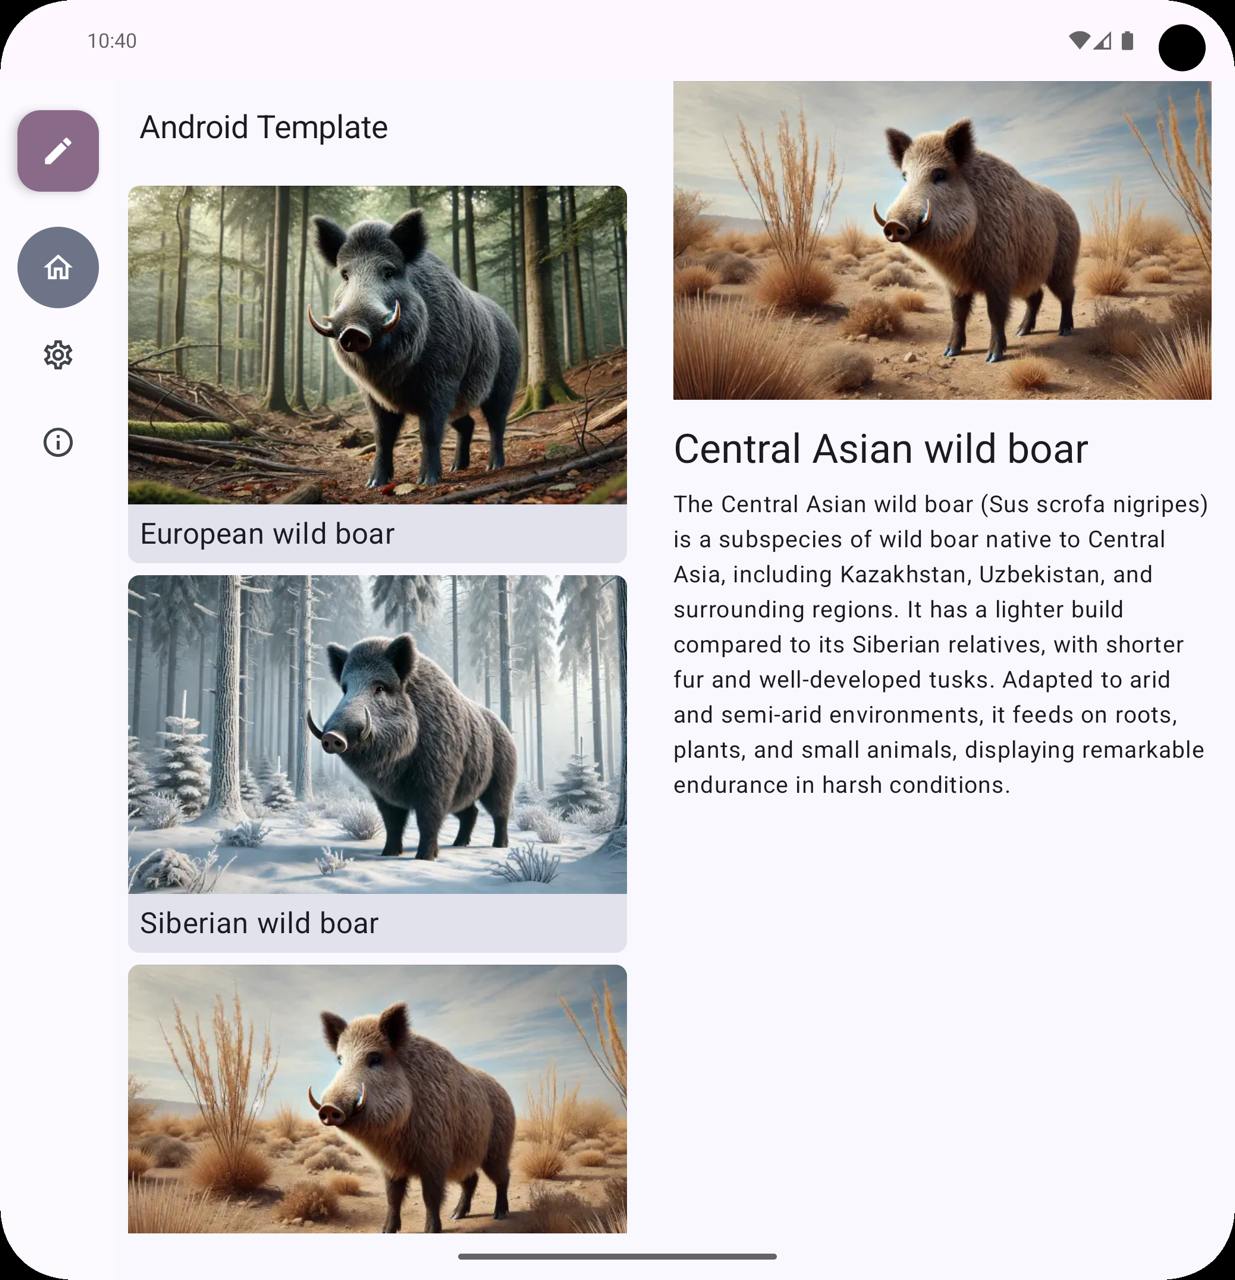 10:40
Android Template
European wild boar
Siberian wild boar
Central Asian wild boar
The Central Asian wild boar (Sus scrofa nigripes)
is a subspecies of wild boar native to Central
Asia, including Kazakhstan, Uzbekistan, and
surrounding regions. It has a lighter build
compared to its Siberian relatives, with shorter
fur and well-developed tusks. Adapted to arid
and semi-arid environments, it feeds on roots,
plants, and small animals, displaying remarkable
endurance in harsh conditions.